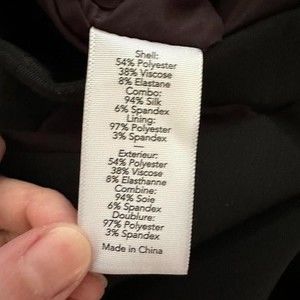 Shell:
54% Polyester
38% Viscose
8% Elastane
Combo:
94% Silk
6% Spandex
Lining:
97% Polyester
3% Spandex
—
Exterieur:
54% Polyester
38% Viscose
8% Elasthanne
Combine:
94% Soie
6% Spandex
Doublure:
97% Polyester
3% Spandex
Made in China